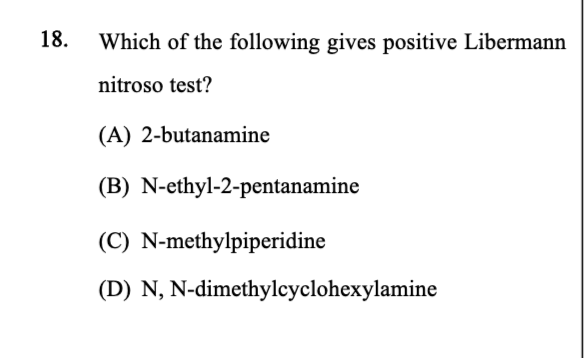 18. Which of the following gives positive Libermann
nitroso test?
(A) 2-butanamine
(B) N-ethyl-2-pentanamine
(C) N-methylpiperidine
(D) N, N-dimethylcyclohexylamine